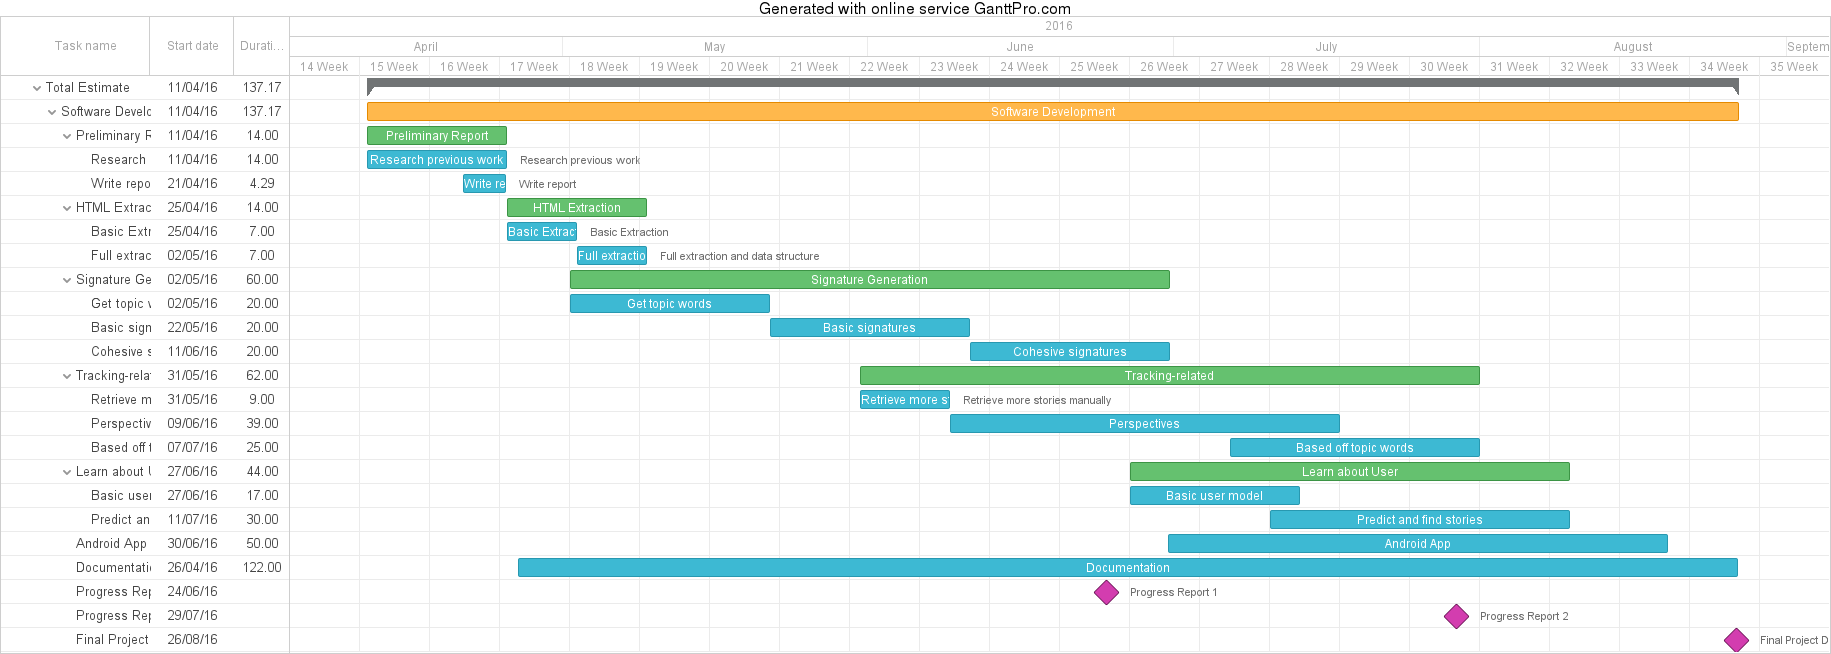 Generated with online service GanttPro.com
2016
Task name Start date Durati...
April May June July August Septem
14 Week 15 Week 16 Week 17 Week 18 Week 19 Week 20 Week 21 Week 22 Week 23 Week 24 Week 25 Week 26 Week 27 Week 28 Week 29 Week 30 Week 31 Week 32 Week 33 Week 34 Week 35 Week
Total Estimate 11/04/16 137.17
Software Develc 11/04/16 137.17 Software Development
Preliminary R 11/04/16 14.00 Preliminary Report
Research 11/04/16 14.00 Research previous work Research previous work
Write repo 21/04/16 4.29 Write re Write report
HTML Extrac 25/04/16 14.00 HTML Extraction
Basic Extr 25/04/16 7.00 Basic Extrac Basic Extraction
Full extrac 02/05/16 7.00 Full extractio Full extraction and data structure
Signature Ge 02/05/16 60.00 Signature Generation
Get topic v 02/05/16 20.00 Get topic words
Basic sign 22/05/16 20.00 Basic signatures
Cohesive s 11/06/16 20.00 Cohesive signatures
Tracking-rela 31/05/16 62.00 Tracking-related
Retrieve m 31/05/16 9.00 Retrieve more s Retrieve more stories manually
Perspectiv 09/06/16 39.00 Perspectives
Based off t 07/07/16 25.00 Based off topic words
Learn about U 27/06/16 44.00 Learn about User
Basic user 27/06/16 17.00 Basic user model
Predict an 11/07/16 30.00 Predict and find stories
Android App 30/06/16 50.00 Android App
Documentati 26/04/16 122.00 Documentation
Progress Rep 24/06/16 Progress Report 1
Progress Rep 29/07/16 Progress Report 2
Final Project 26/08/16 Final Project D